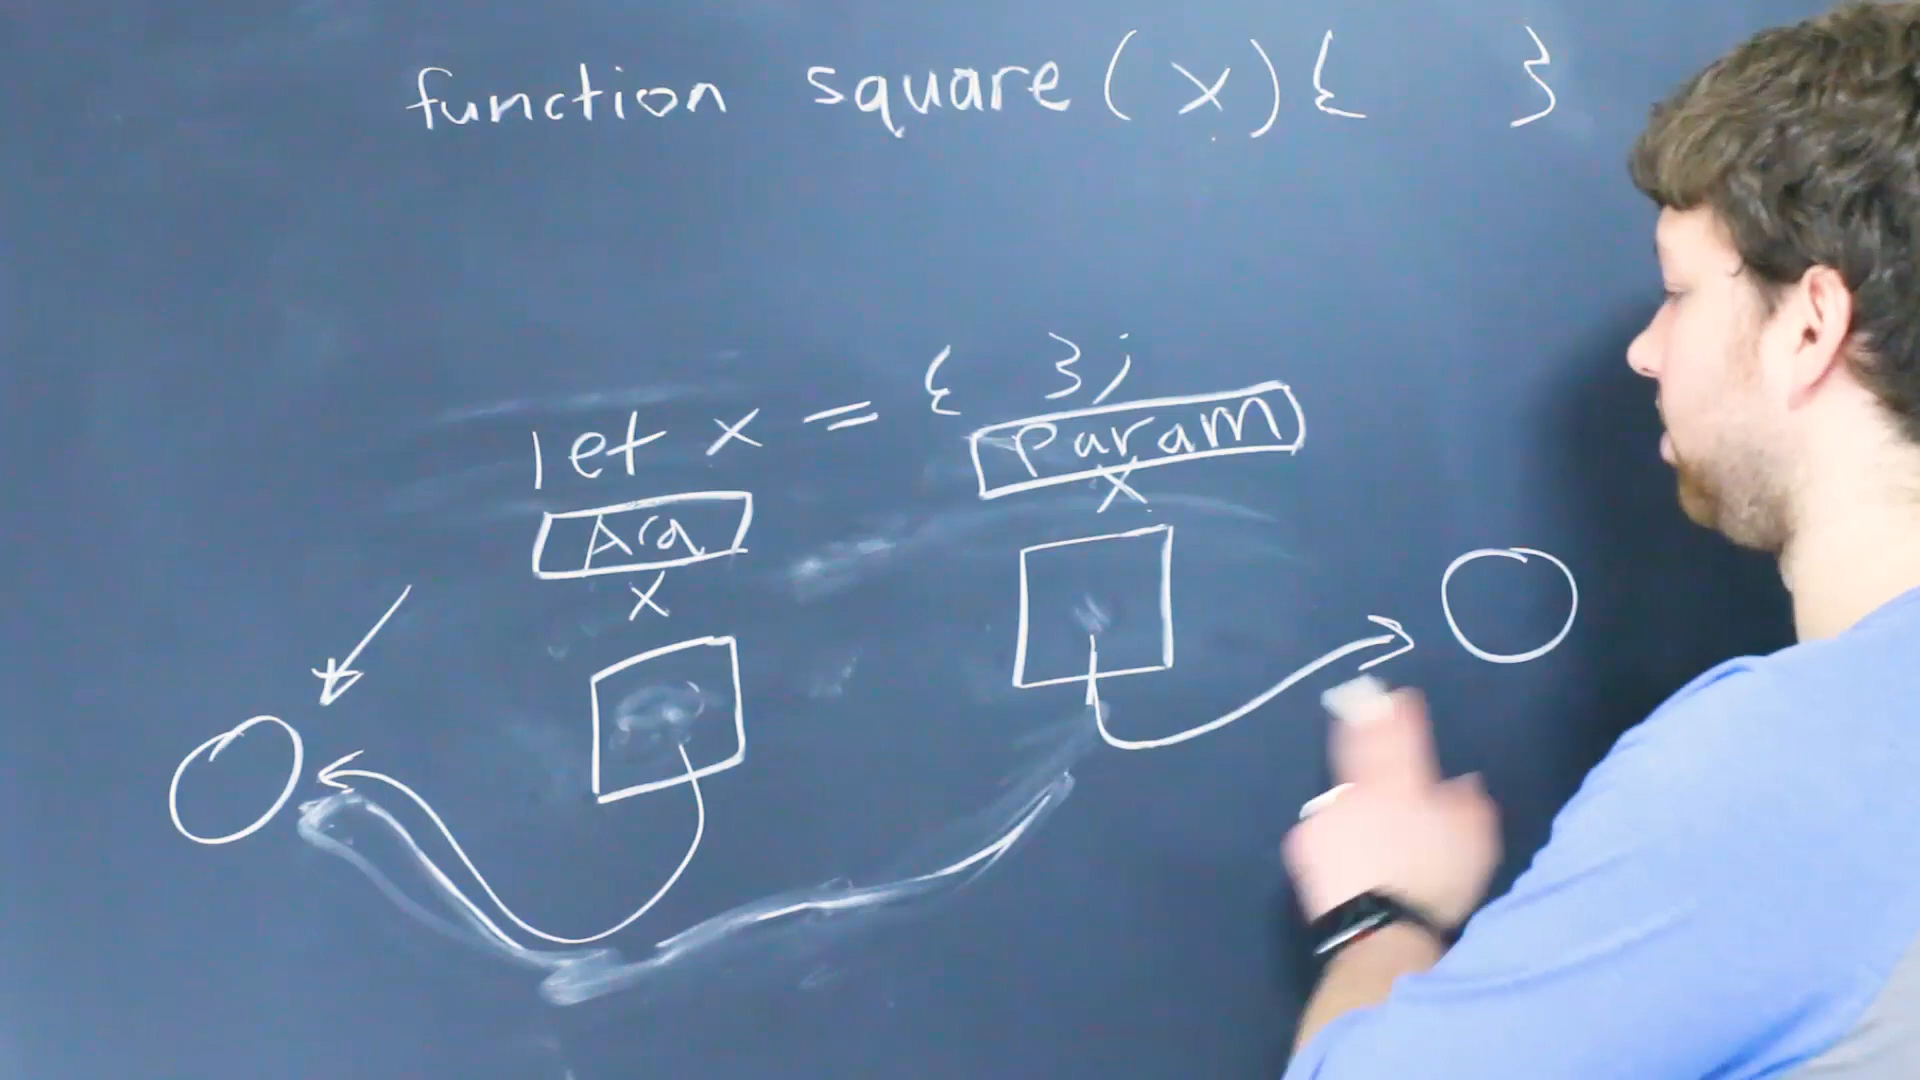 function square(x){ }
let x = { };
Param
x
Arg
x